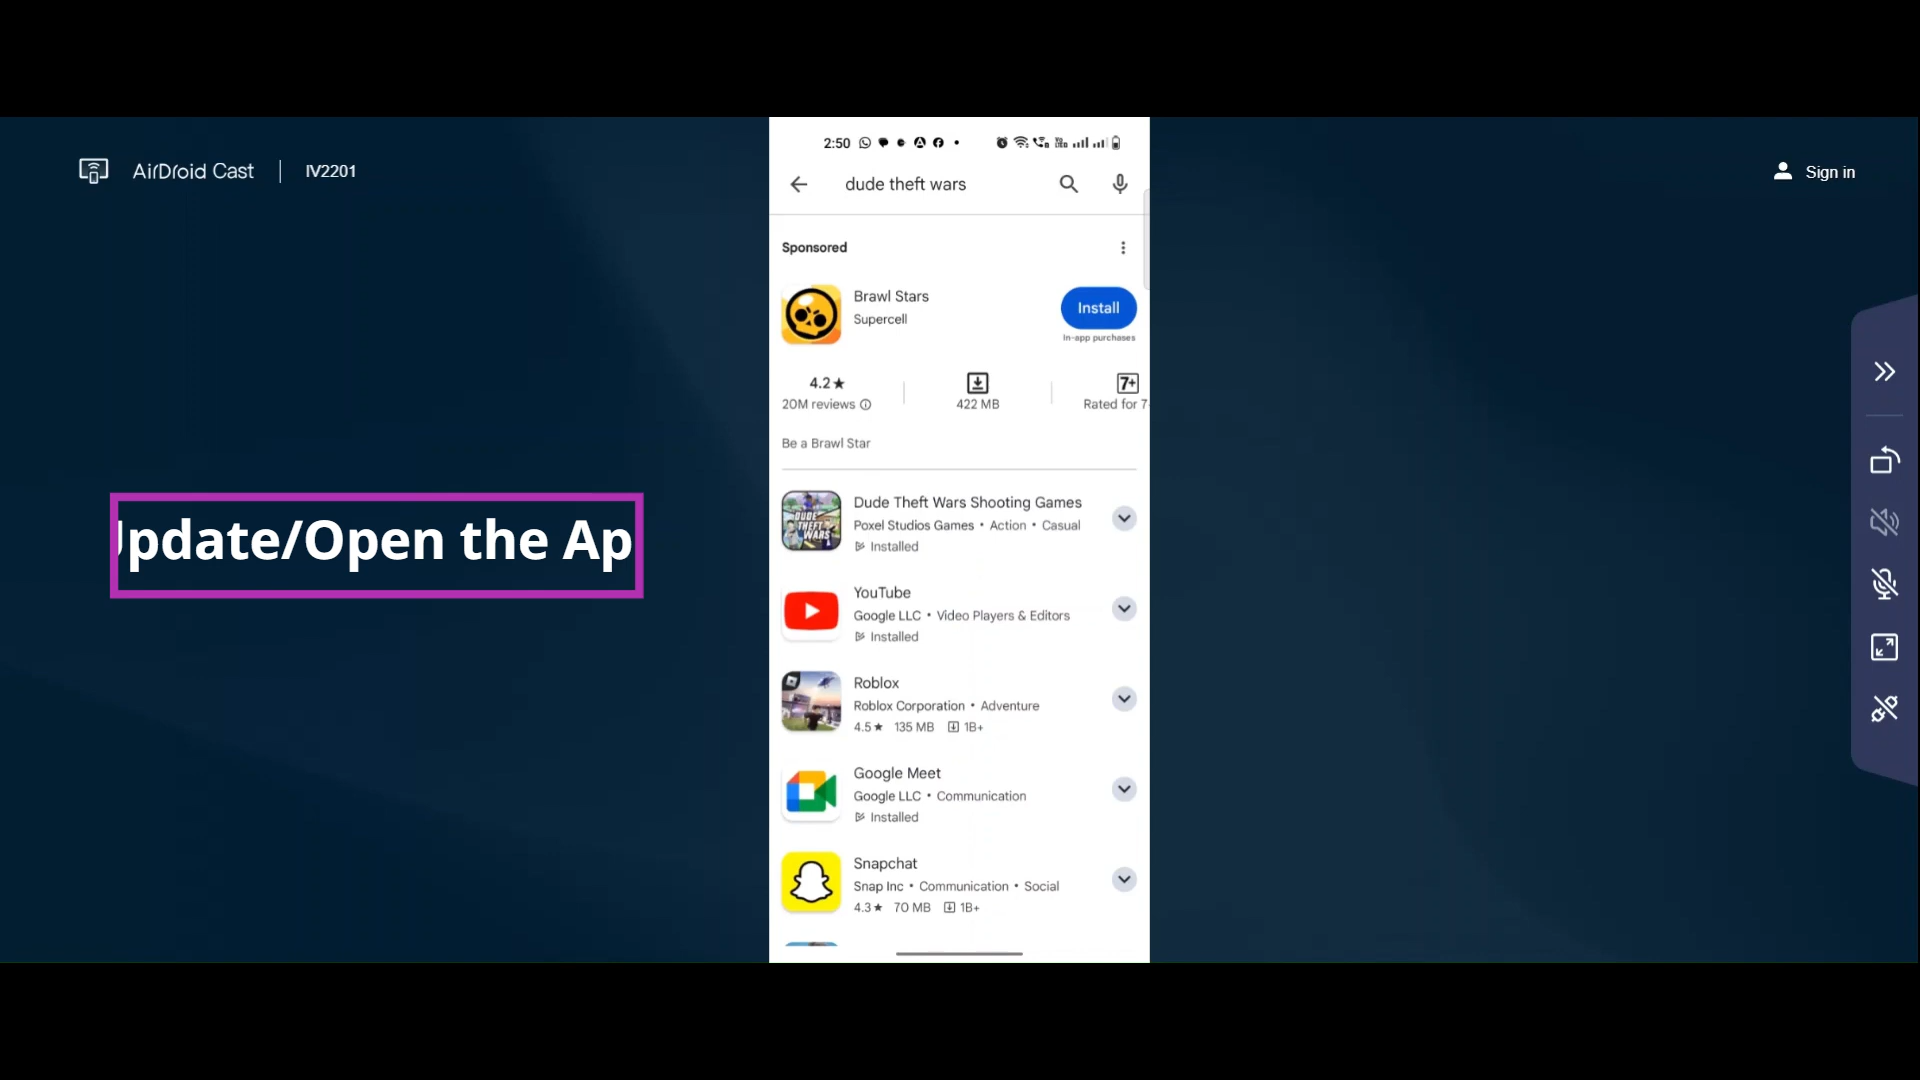 2:50
AirDroid Cast | IV2201
Sign in
dude theft wars
Sponsored
Brawl Stars
Supercell
Install
In-app purchases
4.2★
20M reviews
422 MB
7+
Rated for 7
Be a Brawl Star
Update/Open the Ap
DUDE
THEFT
WARS
Dude Theft Wars Shooting Games
Poxel Studios Games • Action • Casual
Installed
YouTube
Google LLC • Video Players & Editors
Installed
Roblox
Roblox Corporation • Adventure
4.5★ 135 MB 1B+
Google Meet
Google LLC • Communication
Installed
Snapchat
Snap Inc • Communication • Social
4.3★ 70 MB 1B+